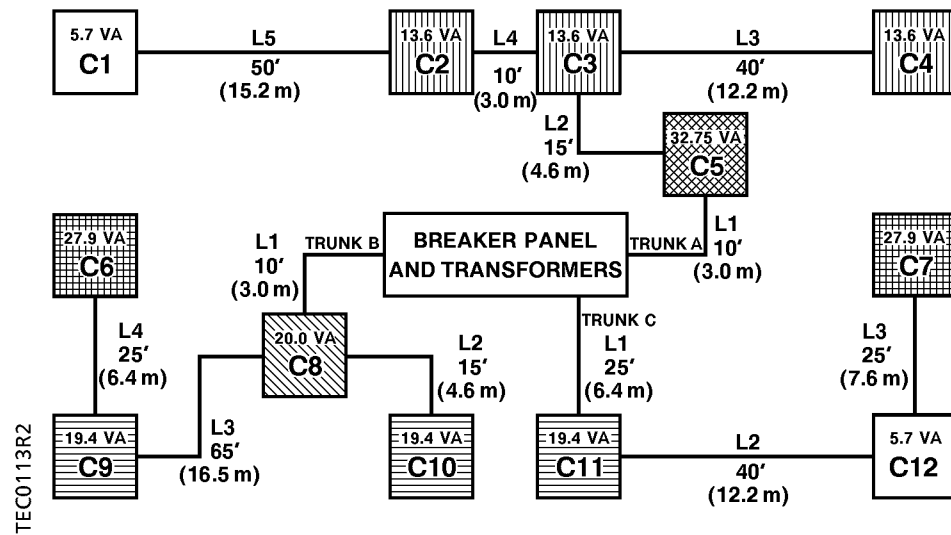 5.7 VA
C1
L5
50′
(15.2 m)
13.6 VA
C2
L4
10′
(3.0 m)
13.6 VA
C3
L3
40′
(12.2 m)
13.6 VA
C4
L2
15′
(4.6 m)
32.75 VA
C5
27.9 VA
C6
L1
10′
(3.0 m)
TRUNK B
BREAKER PANEL
AND TRANSFORMERS
TRUNK A
L1
10′
(3.0 m)
27.9 VA
C7
L4
25′
(6.4 m)
20.0 VA
C8
L2
15′
(4.6 m)
TRUNK C
L1
25′
(6.4 m)
L3
25′
(7.6 m)
19.4 VA
C9
L3
65′
(16.5 m)
19.4 VA
C10
19.4 VA
C11
L2
40′
(12.2 m)
5.7 VA
C12
TEC0113R2